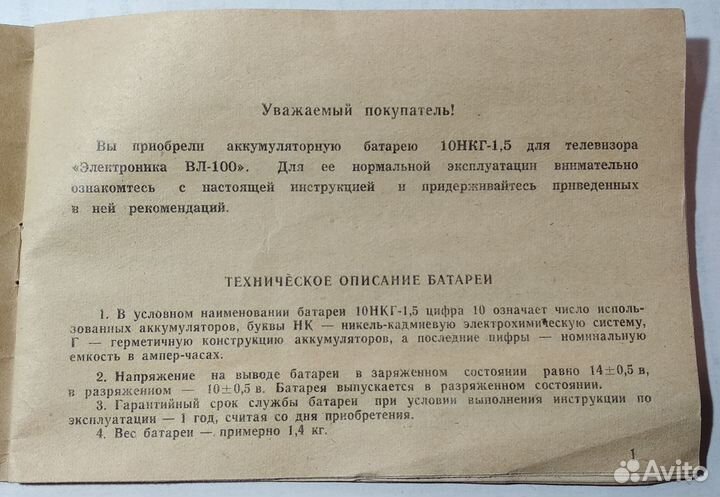 Уважаемый покупатель!
Вы приобрели аккумуляторную батарею 10НКГ-1,5 для телевизора
«Электроника ВЛ-100». Для ее нормальной эксплуатации внимательно
ознакомтесь с настоящей инструкцией и придерживайтесь приведенных
в ней рекомендаций.
ТЕХНИЧЕСКОЕ ОПИСАНИЕ БАТАРЕИ
1. В условном наименовании батареи 10НКГ-1,5 цифра 10 означает число исполь-
зованных аккумуляторов, буквы НК — никель-кадмиевую электрохимическую систему,
Г — герметичную конструкцию аккумуляторов, а последние цифры — номинальную
емкость в ампер-часах.
2. Напряжение на выводе батареи в заряженном состоянии равно 14±0,5 в,
в разряженном — 10±0,5 в. Батарея выпускается в разряженном состоянии.
3. Гарантийный срок службы батареи при условии выполнения инструкции по
эксплуатации — 1 год, считая со дня приобретения.
4. Вес батареи — примерно 1,4 кг.
1
Avito